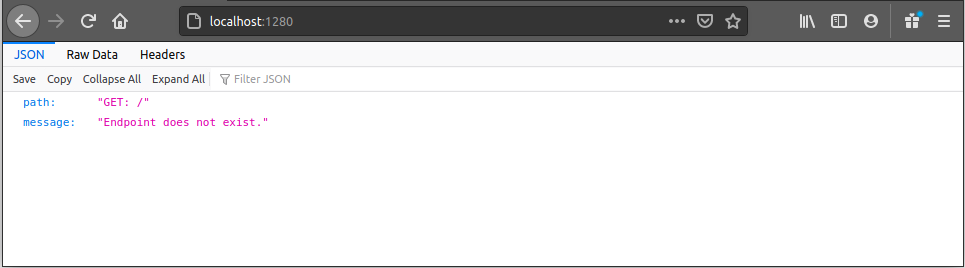 localhost:1280
JSON Raw Data Headers
Save Copy Collapse All Expand All Filter JSON
path: "GET: /"
message: "Endpoint does not exist."